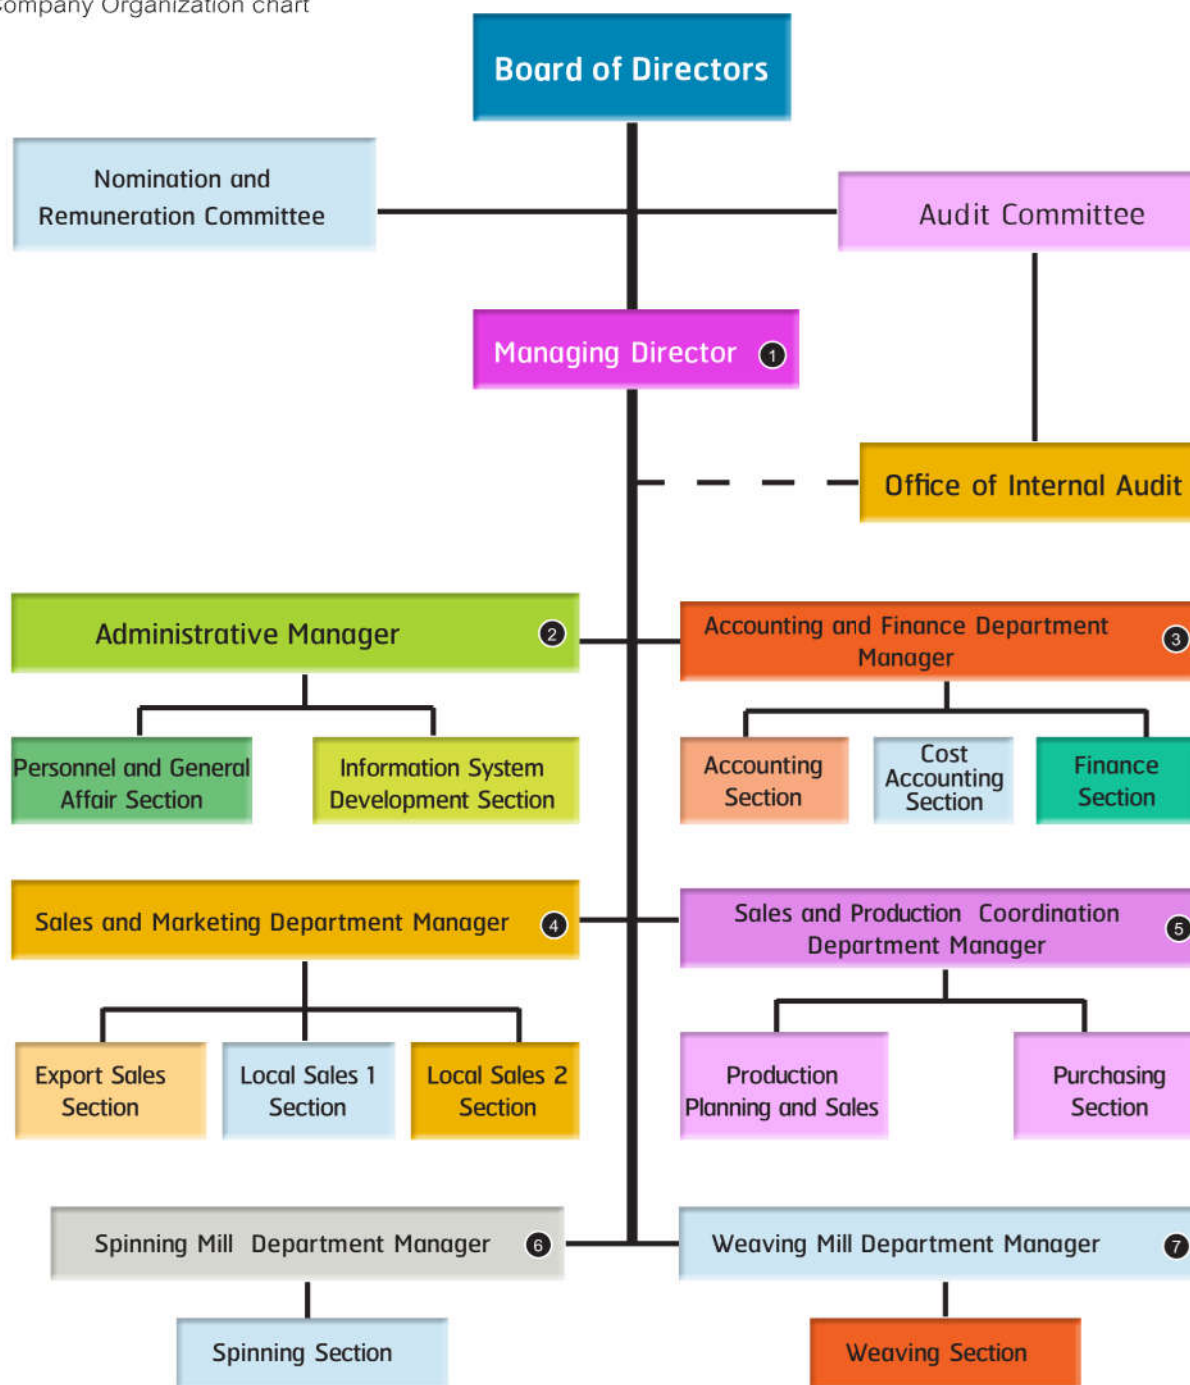 Company Organization chart
Board of Directors
Nomination and
Remuneration Committee
Audit Committee
Managing Director 1
Office of Internal Audit
Administrative Manager 2
Accounting and Finance Department
Manager 3
Personnel and General
Affair Section
Information System
Development Section
Accounting
Section
Cost
Accounting
Section
Finance
Section
Sales and Marketing Department Manager 4
Sales and Production Coordination
Department Manager 5
Export Sales
Section
Local Sales 1
Section
Local Sales 2
Section
Production
Planning and Sales
Purchasing
Section
Spinning Mill Department Manager 6
Weaving Mill Department Manager 7
Spinning Section
Weaving Section